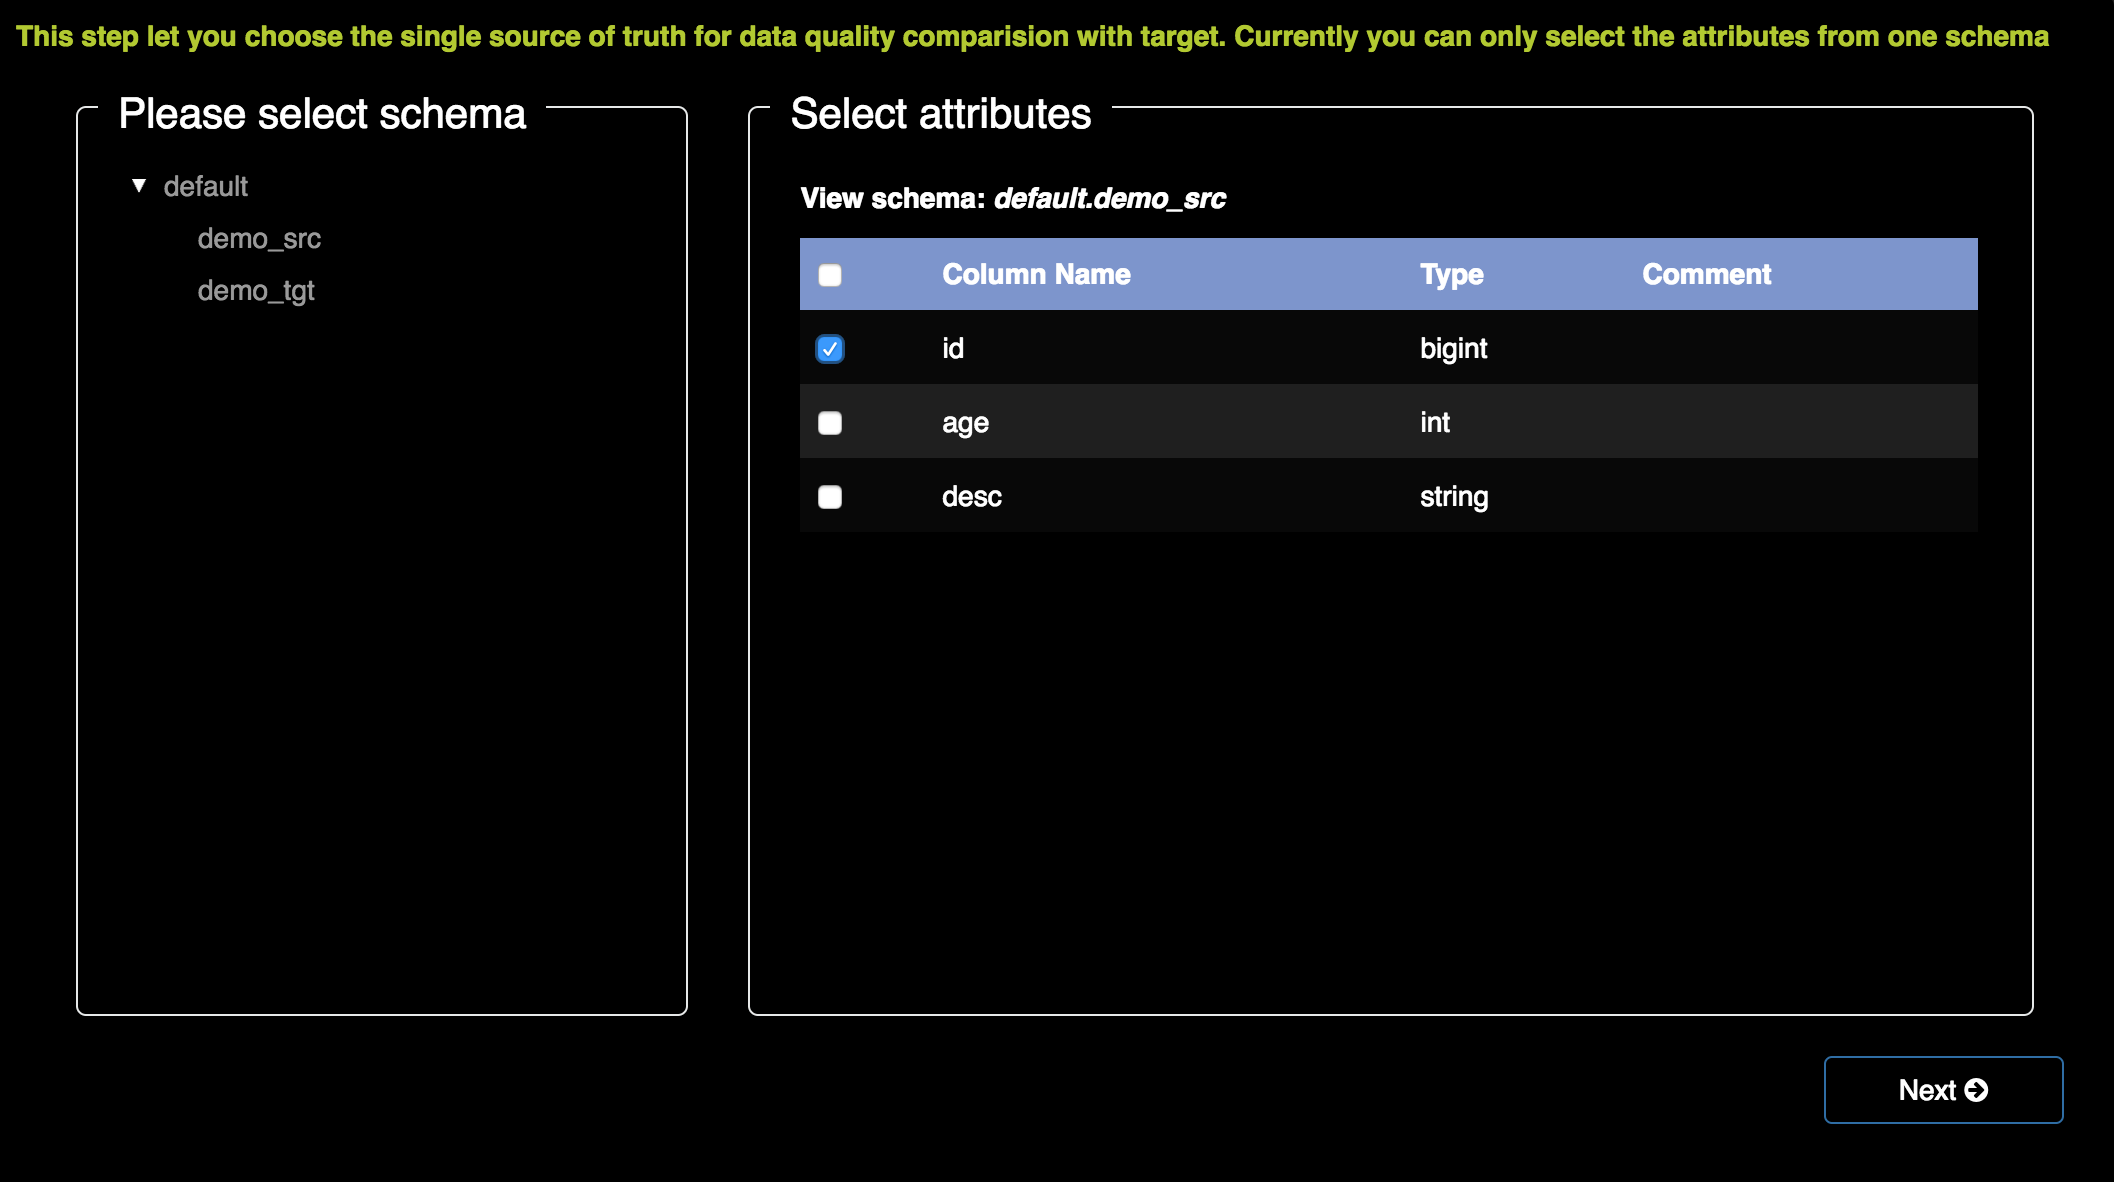 This step let you choose the single source of truth for data quality comparision with target. Currently you can only select the attributes from one schema
Please select schema
default
demo_src
demo_tgt
Select attributes
View schema: default.demo_src
Column Name Type Comment
id bigint
age int
desc string
Next